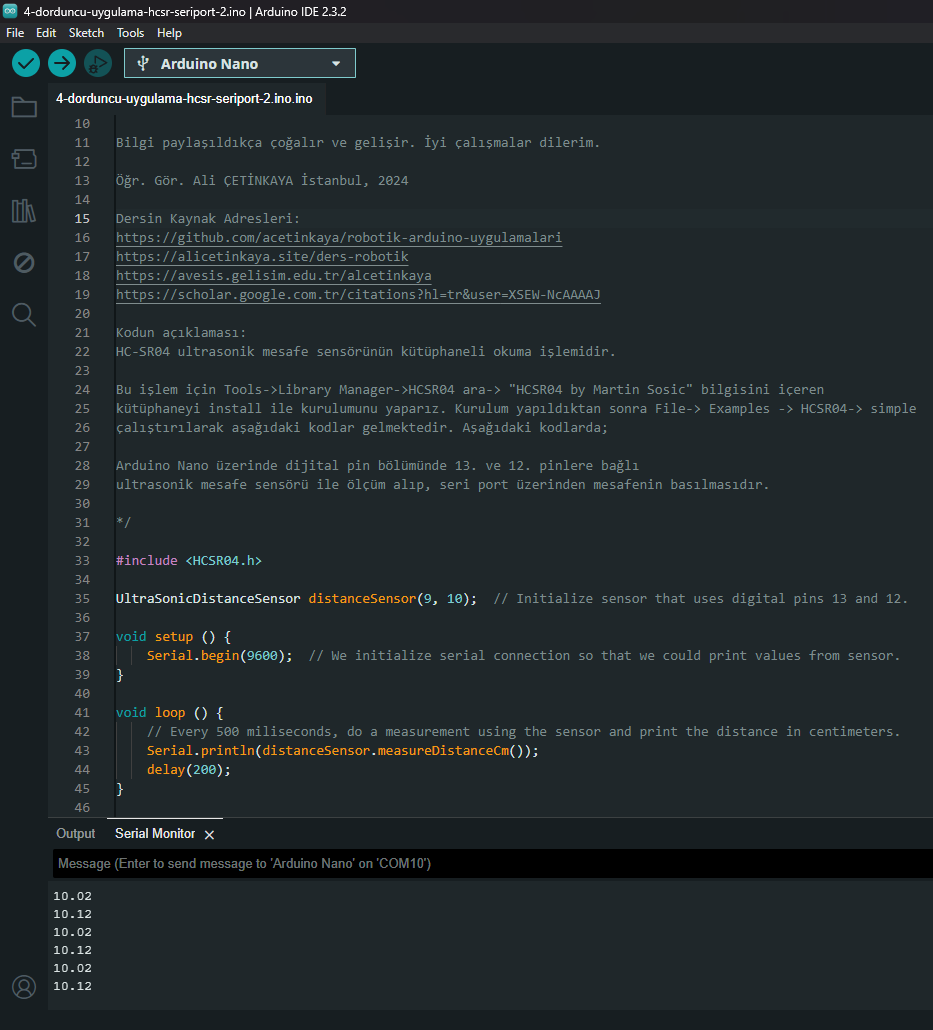 4-dorduncu-uygulama-hcsr-seriport-2.ino | Arduino IDE 2.3.2
File Edit Sketch Tools Help
Arduino Nano
4-dorduncu-uygulama-hcsr-seriport-2.ino.ino
10
11 Bilgi paylaşıldıkça çoğalır ve gelişir. İyi çalışmalar dilerim.
12
13 Öğr. Gör. Ali ÇETİNKAYA İstanbul, 2024
14
15 Dersin Kaynak Adresleri:
16 https://github.com/acetinkaya/robotik-arduino-uygulamalari
17 https://alicetinkaya.site/ders-robotik
18 https://avesis.gelisim.edu.tr/alcetinkaya
19 https://scholar.google.com.tr/citations?hl=tr&user=XSEW-NcAAAAJ
20
21 Kodun açıklaması:
22 HC-SR04 ultrasonik mesafe sensörünün kütüphaneli okuma işlemidir.
23
24 Bu işlem için Tools->Library Manager->HCSR04 ara-> "HCSR04 by Martin Sosic" bilgisini içeren
25 kütüphaneyi install ile kurulumunu yaparız. Kurulum yapıldıktan sonra File-> Examples -> HCSR04-> simple
26 çalıştırılarak aşağıdaki kodlar gelmektedir. Aşağıdaki kodlarda;
27
28 Arduino Nano üzerinde dijital pin bölümünde 13. ve 12. pinlere bağlı
29 ultrasonik mesafe sensörü ile ölçüm alıp, seri port üzerinden mesafenin basılmasıdır.
30
31 */
32
33 #include <HCSR04.h>
34
35 UltraSonicDistanceSensor distanceSensor(9, 10);  // Initialize sensor that uses digital pins 13 and 12.
36
37 void setup () {
38     Serial.begin(9600);  // We initialize serial connection so that we could print values from sensor.
39 }
40
41 void loop () {
42     // Every 500 miliseconds, do a measurement using the sensor and print the distance in centimeters.
43     Serial.println(distanceSensor.measureDistanceCm());
44     delay(200);
45 }
46
Output Serial Monitor
Message (Enter to send message to 'Arduino Nano' on 'COM10')
10.02
10.12
10.02
10.12
10.02
10.12